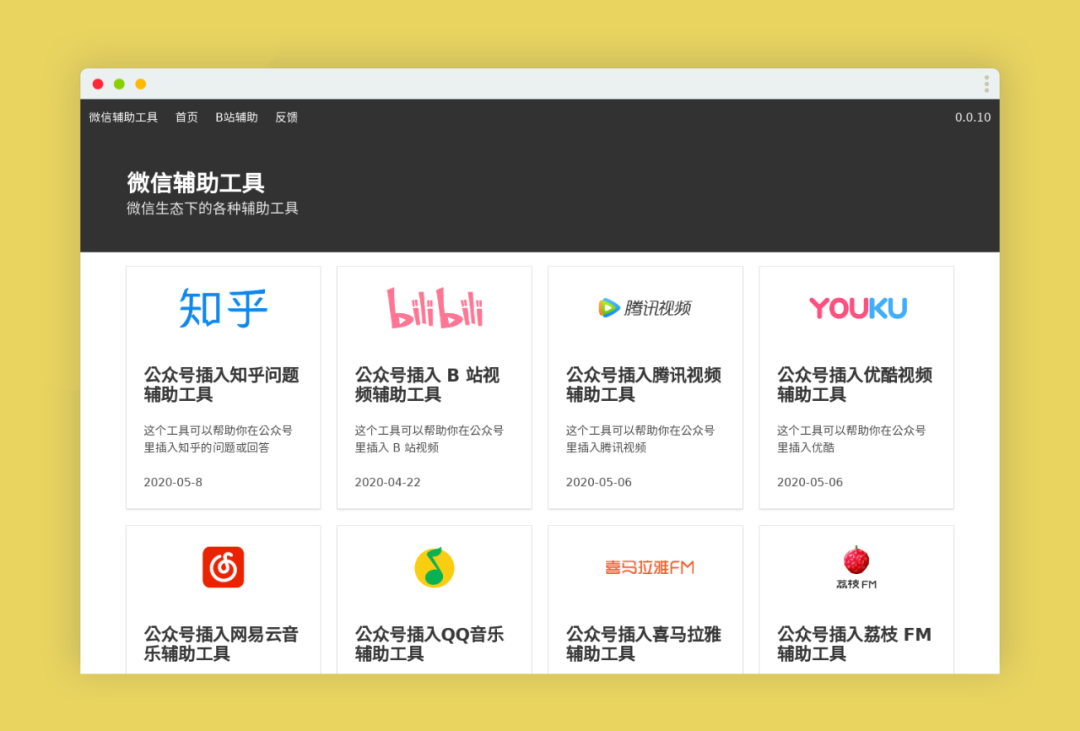 微信辅助工具 首页 B站辅助 反馈 0.0.10
微信辅助工具
微信生态下的各种辅助工具
知乎
bilibili
腾讯视频
YOUKU
公众号插入知乎问题
辅助工具
这个工具可以帮助你在公众号
里插入知乎的问题或回答
2020-05-8
公众号插入 B 站视
频辅助工具
这个工具可以帮助你在公众号
里插入 B 站视频
2020-04-22
公众号插入腾讯视频
辅助工具
这个工具可以帮助你在公众号
里插入腾讯视频
2020-05-06
公众号插入优酷视频
辅助工具
这个工具可以帮助你在公众号
里插入优酷
2020-05-06
喜马拉雅FM
荔枝FM
公众号插入网易云音
乐辅助工具
公众号插入QQ音乐
辅助工具
公众号插入喜马拉雅
辅助工具
公众号插入荔枝 FM
辅助工具